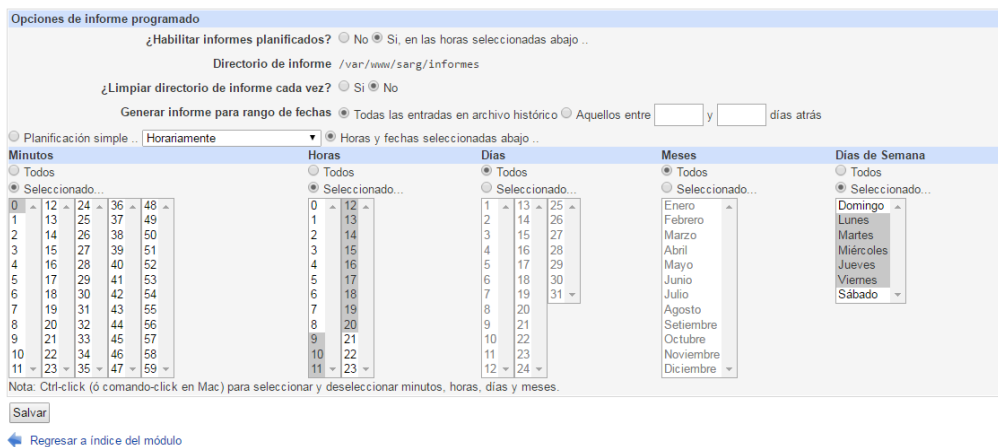 Opciones de informe programado
¿Habilitar informes planificados? No Si, en las horas seleccionadas abajo ..
Directorio de informe /var/www/sarg/informes
¿Limpiar directorio de informe cada vez? Si No
Generar informe para rango de fechas Todas las entradas en archivo histórico Aquellos entre y días atrás
Planificación simple .. Horariamente Horas y fechas seleccionadas abajo ..
Minutos Horas Días Meses Días de Semana
Todos Todos Todos Todos Todos
Seleccionado... Seleccionado... Seleccionado... Seleccionado... Seleccionado...
0 12 24 36 48 0 12 1 13 25 Enero Domingo
1 13 25 37 49 1 13 2 14 26 Febrero Lunes
2 14 26 38 50 2 14 3 15 27 Marzo Martes
3 15 27 39 51 3 15 4 16 28 Abril Miércoles
4 16 28 40 52 4 16 5 17 29 Mayo Jueves
5 17 29 41 53 5 17 6 18 30 Junio Viernes
6 18 30 42 54 6 18 7 19 31 Julio Sábado
7 19 31 43 55 7 19 8 20 Agosto
8 20 32 44 56 8 20 9 21 Setiembre
9 21 33 45 57 9 21 10 22 Octubre
10 22 34 46 58 10 22 11 23 Noviembre
11 23 35 47 59 11 23 12 24 Diciembre
Nota: Ctrl-click (ó comando-click en Mac) para seleccionar y deseleccionar minutos, horas, días y meses.
Salvar
Regresar a índice del módulo